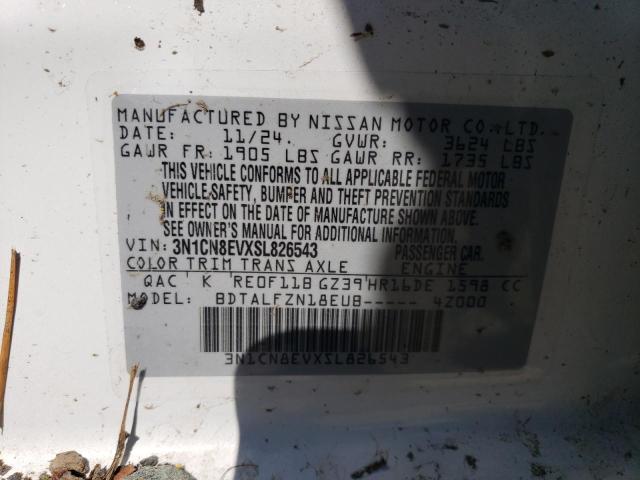 MANUFACTURED BY NISSAN MOTOR CO.,LTD.
DATE: 11/24. GVWR: 3624 LBS
GAWR FR: 1905 LBS GAWR RR: 1735 LBS
THIS VEHICLE CONFORMS TO ALL APPLICABLE FEDERAL MOTOR
VEHICLE SAFETY, BUMPER AND THEFT PREVENTION STANDARDS
IN EFFECT ON THE DATE OF MANUFACTURE SHOWN ABOVE.
SEE OWNER'S MANUAL FOR ADDITIONAL INFORMATION.
VIN: 3N1CN8EVXSL826543 PASSENGER CAR.
COLOR TRIM TRANS AXLE ENGINE
QAC K RE0F11B GZ39 HR16DE 1598 CC
MODEL: BDTALFZN18EUB----- 4Z000
3N1CN8EVXSL826543